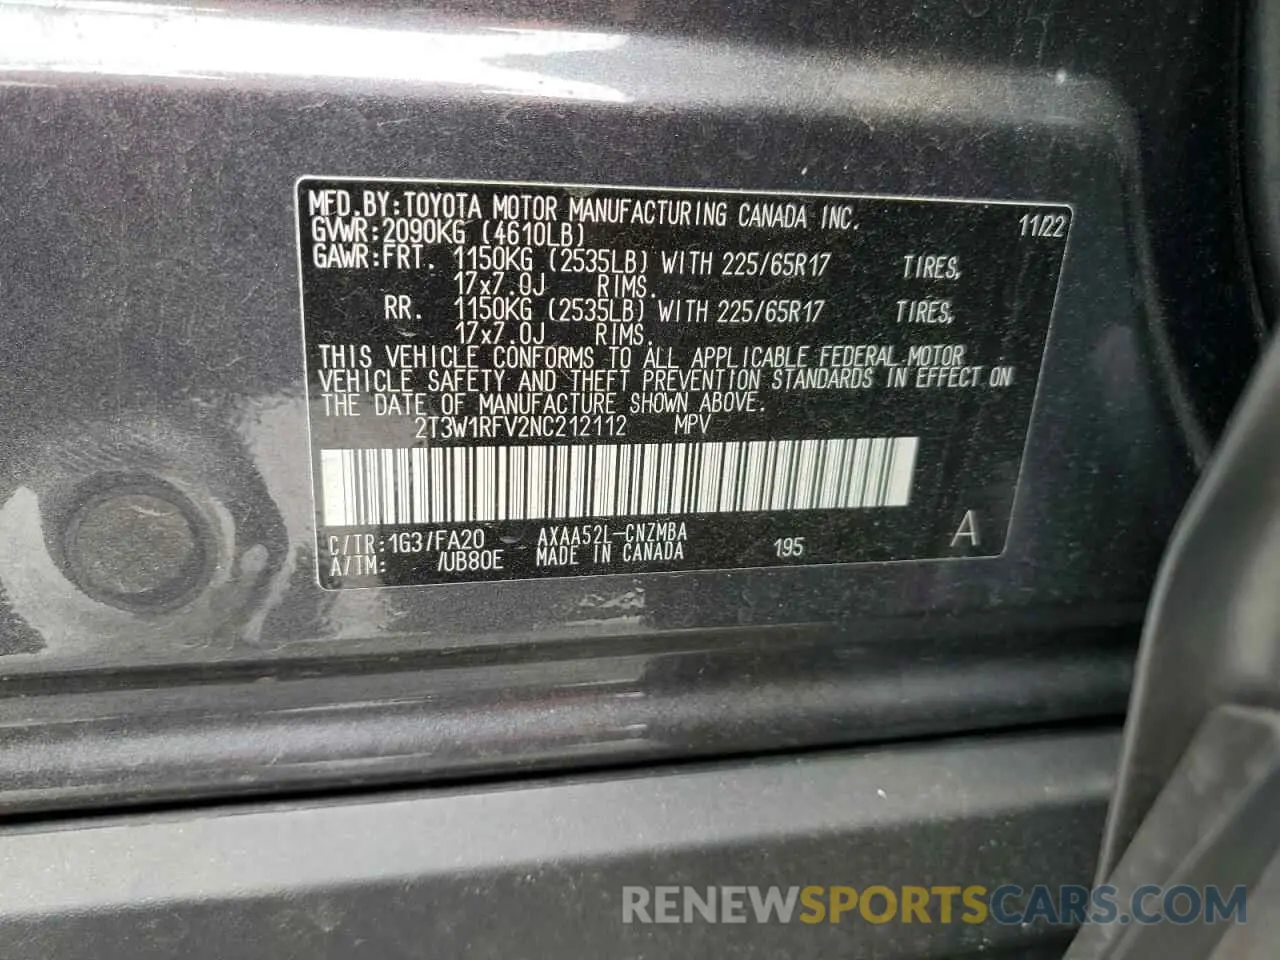 MFD.BY:TOYOTA MOTOR MANUFACTURING CANADA INC. 11/22
GVWR:2090KG (4610LB)
GAWR:FRT. 1150KG (2535LB) WITH 225/65R17 TIRES,
17x7.0J RIMS.
RR. 1150KG (2535LB) WITH 225/65R17 TIRES,
17x7.0J RIMS.
THIS VEHICLE CONFORMS TO ALL APPLICABLE FEDERAL MOTOR
VEHICLE SAFETY AND THEFT PREVENTION STANDARDS IN EFFECT ON
THE DATE OF MANUFACTURE SHOWN ABOVE.
2T3W1RFV2NC212112 MPV
C/TR:1G3/FA20 AXAA52L-CNZMBA
A/TM: /UB80E MADE IN CANADA 195 A
RENEWSPORTSCARS.COM